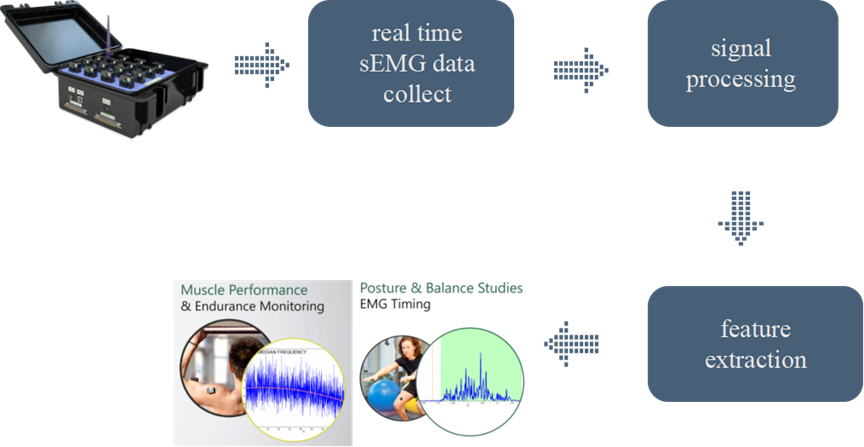 real time
sEMG data
collect
signal
processing
feature
extraction
Muscle Performance
& Endurance Monitoring
MEDIAN FREQUENCY
Posture & Balance Studies
EMG Timing